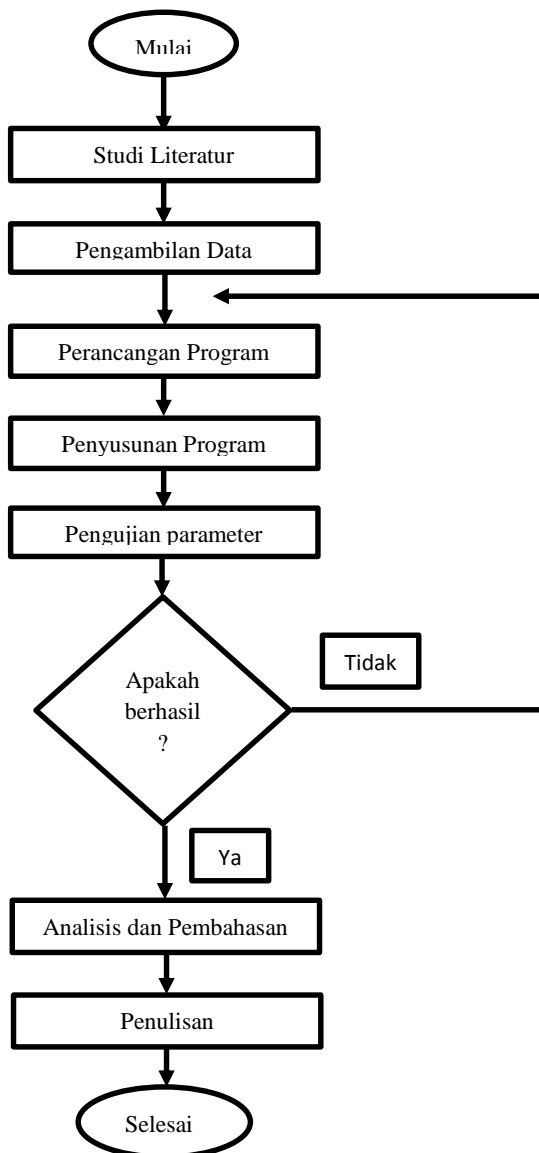 Mulai
Studi Literatur
Pengambilan Data
Perancangan Program
Penyusunan Program
Pengujian parameter
Apakah
berhasil
?
Tidak
Ya
Analisis dan Pembahasan
Penulisan
Selesai